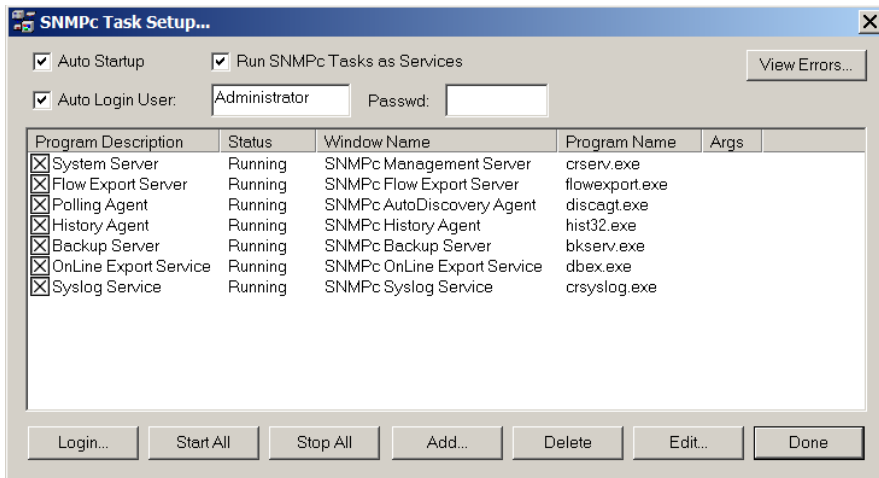 SNMPc Task Setup...
Auto Startup Run SNMPc Tasks as Services View Errors...
Auto Login User: Administrator Passwd:
Program Description Status Window Name Program Name Args
System Server Running SNMPc Management Server crserv.exe
Flow Export Server Running SNMPc Flow Export Server flowexport.exe
Polling Agent Running SNMPc AutoDiscovery Agent discagt.exe
History Agent Running SNMPc History Agent hist32.exe
Backup Server Running SNMPc Backup Server bkserv.exe
OnLine Export Service Running SNMPc OnLine Export Service dbex.exe
Syslog Service Running SNMPc Syslog Service crsyslog.exe
Login... Start All Stop All Add... Delete Edit... Done